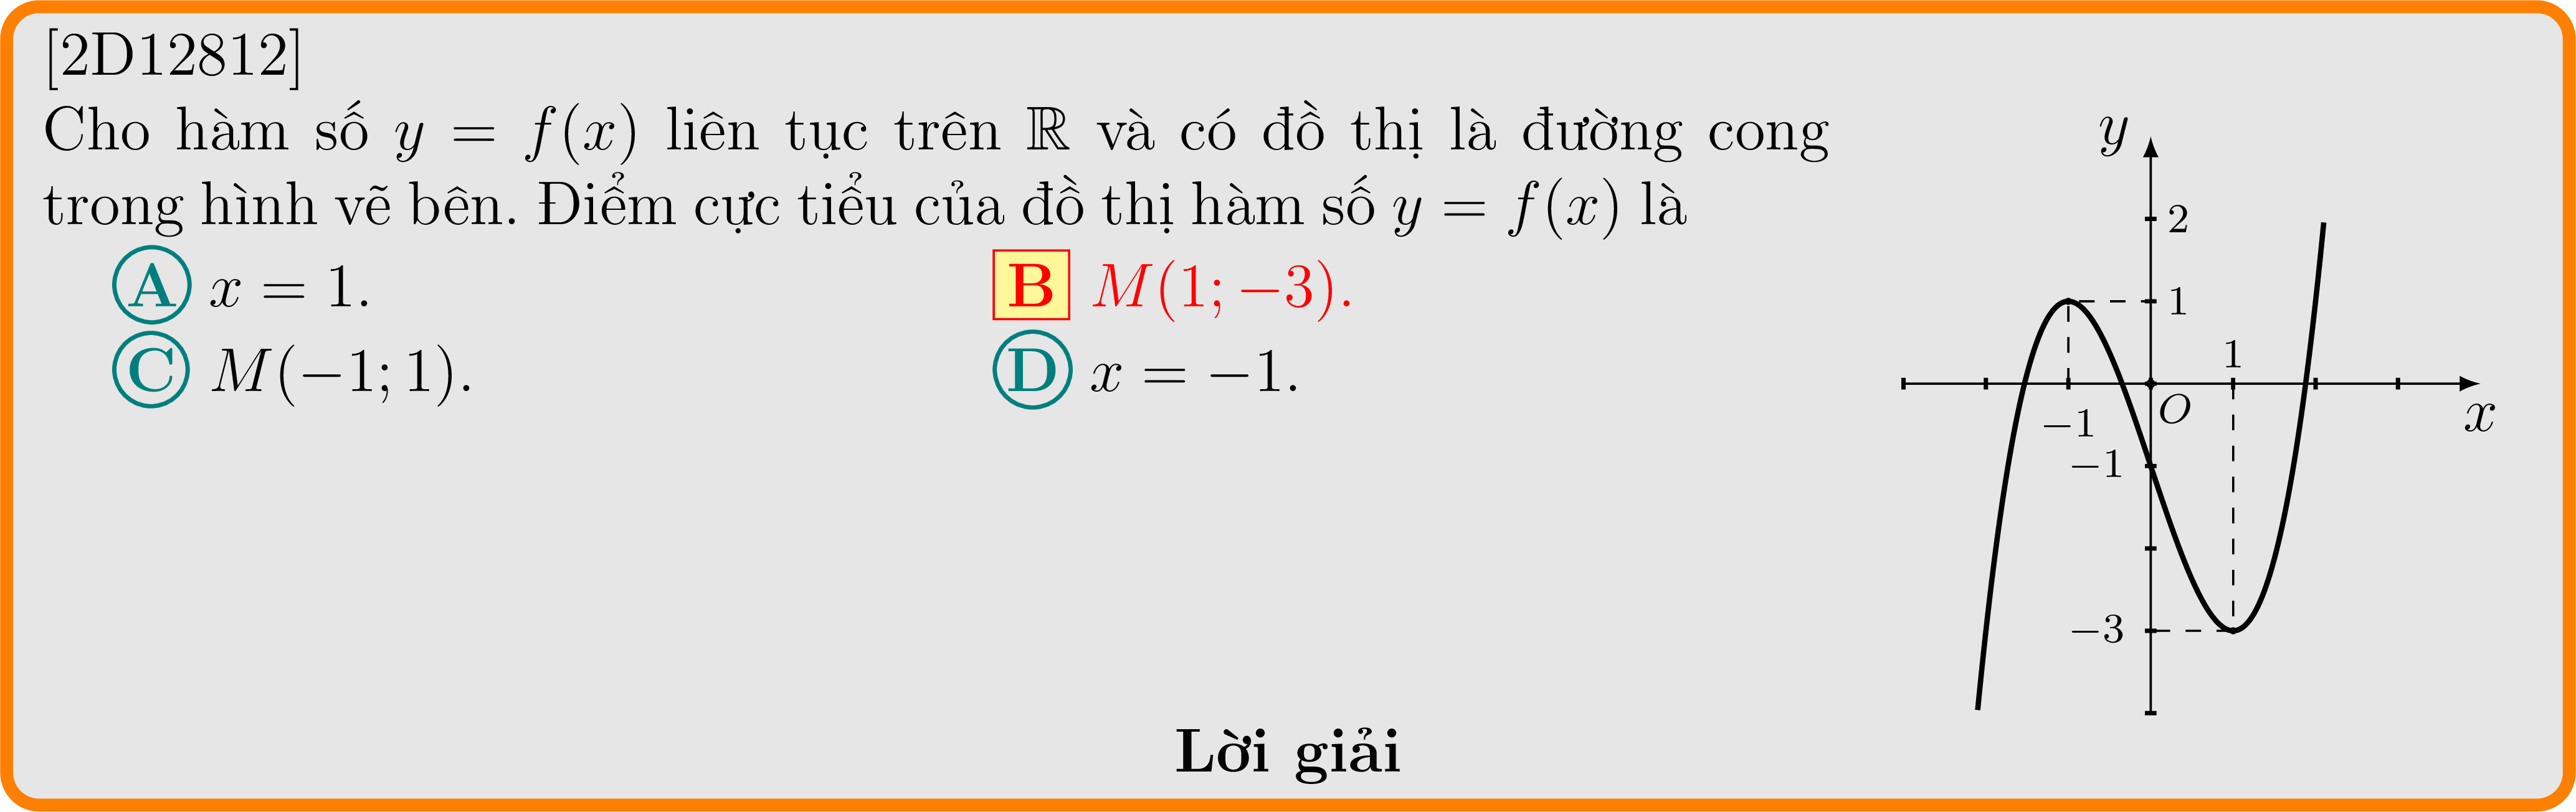 [2D12812]
Cho hàm số y = f(x) liên tục trên ℝ và có đồ thị là đường cong
trong hình vẽ bên. Điểm cực tiểu của đồ thị hàm số y = f(x) là
A x = 1.
B M(1; −3).
C M(−1; 1).
D x = −1.
y
2
1
1
O
x
−1
−1
−3
Lời giải